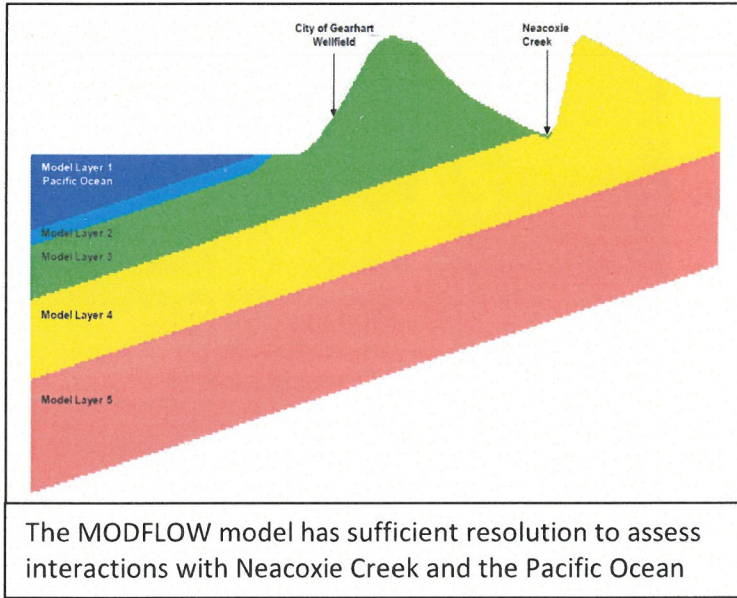 City of Gearhart
Wellfield
Neacoxie
Creek
Model Layer 1
Pacific Ocean
Model Layer 2
Model Layer 3
Model Layer 4
Model Layer 5
The MODFLOW model has sufficient resolution to assess
interactions with Neacoxie Creek and the Pacific Ocean